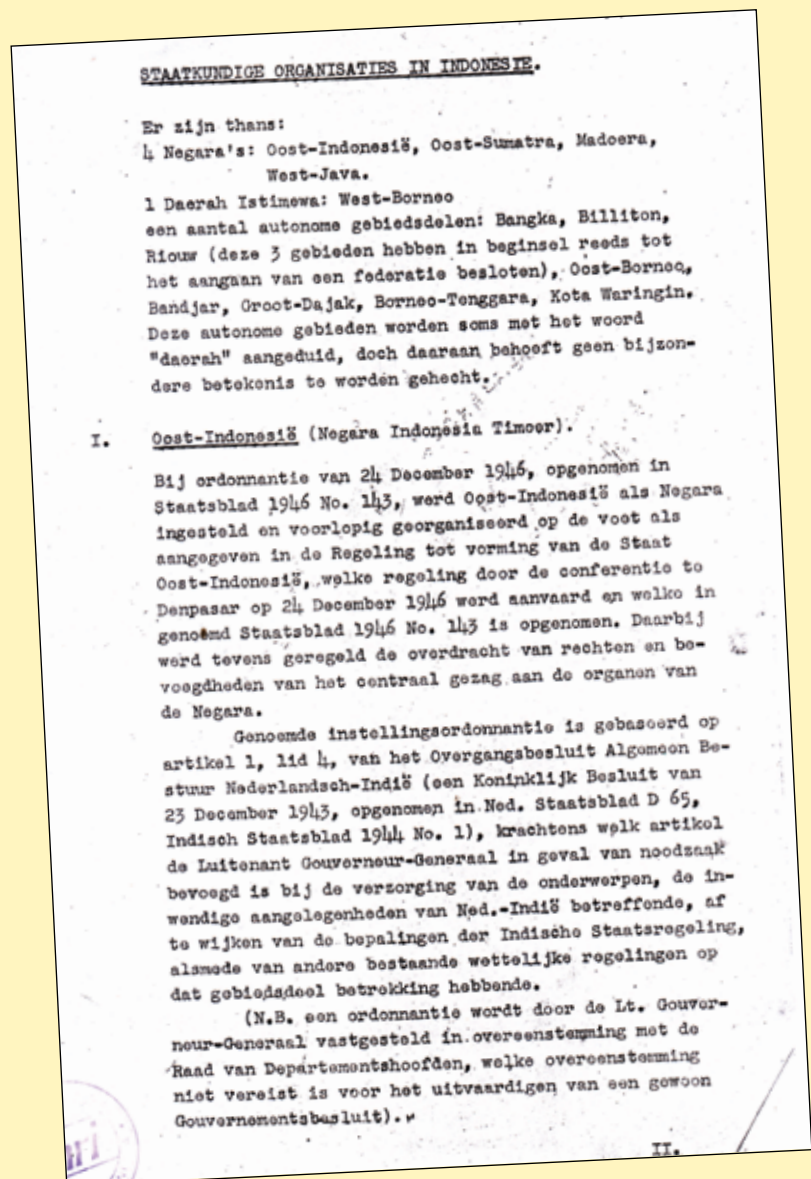 STAATKUNDIGE ORGANISATIES IN INDONESIE.
Er zijn thans:
4 Negara's: Oost-Indonesië, Oost-Sumatra, Madoera,
West-Java.
1 Daerah Istimewa: West-Borneo
een aantal autonome gebiedsdelen: Bangka, Billiton,
Riouw (deze 3 gebieden hebben in beginsel reeds tot
het aangaan van een federatie besloten), Oost-Borneo,
Bandjar, Groot-Dajak, Borneo-Tenggara, Kota Waringin.
Deze autonome gebieden worden soms met het woord
"daerah" aangeduid, doch daaraan behoeft geen bijzon-
dere betekenis te worden gehecht.
I. Oost-Indonesië (Negara Indonesia Timoer).
Bij ordonnantie van 24 December 1946, opgenomen in
Staatsblad 1946 No. 143, werd Oost-Indonesië als Negara
ingesteld en voorlopig georganiseerd op de voet als
aangegeven in de Regeling tot vorming van de Staat
Oost-Indonesië, welke regeling door de conferentie te
Denpasar op 24 December 1946 werd aanvaard en welke in
genoemd Staatsblad 1946 No. 143 is opgenomen. Daarbij
werd tevens geregeld de overdracht van rechten en be-
voegdheden van het centraal gezag aan de organen van
de Negara.
Genoemde instellingsordonnantie is gebaseerd op
artikel 1, lid 4, van het Overgangsbesluit Algemeen Be-
stuur Nederlandsch-Indië (een Koninklijk Besluit van
23 December 1943, opgenomen in Ned. Staatsblad D 65,
Indisch Staatsblad 1944 No. 1), krachtens welk artikel
de Luitenant Gouverneur-Generaal in geval van noodzaak
bevoegd is bij de verzorging van de onderwerpen, de in-
wendige aangelegenheden van Ned.-Indië betreffende, af
te wijken van de bepalingen der Indische Staatsregeling,
alsmede van andere bestaande wettelijke regelingen op
dat gebiedsdeel betrekking hebbende.
(N.B. een ordonnantie wordt door de Lt. Gouver-
neur-Generaal vastgesteld in overeenstemming met de
Raad van Departementshoofden, welke overeenstemming
niet vereist is voor het uitvaardigen van een gewoon
Gouvernementsbesluit).
II.